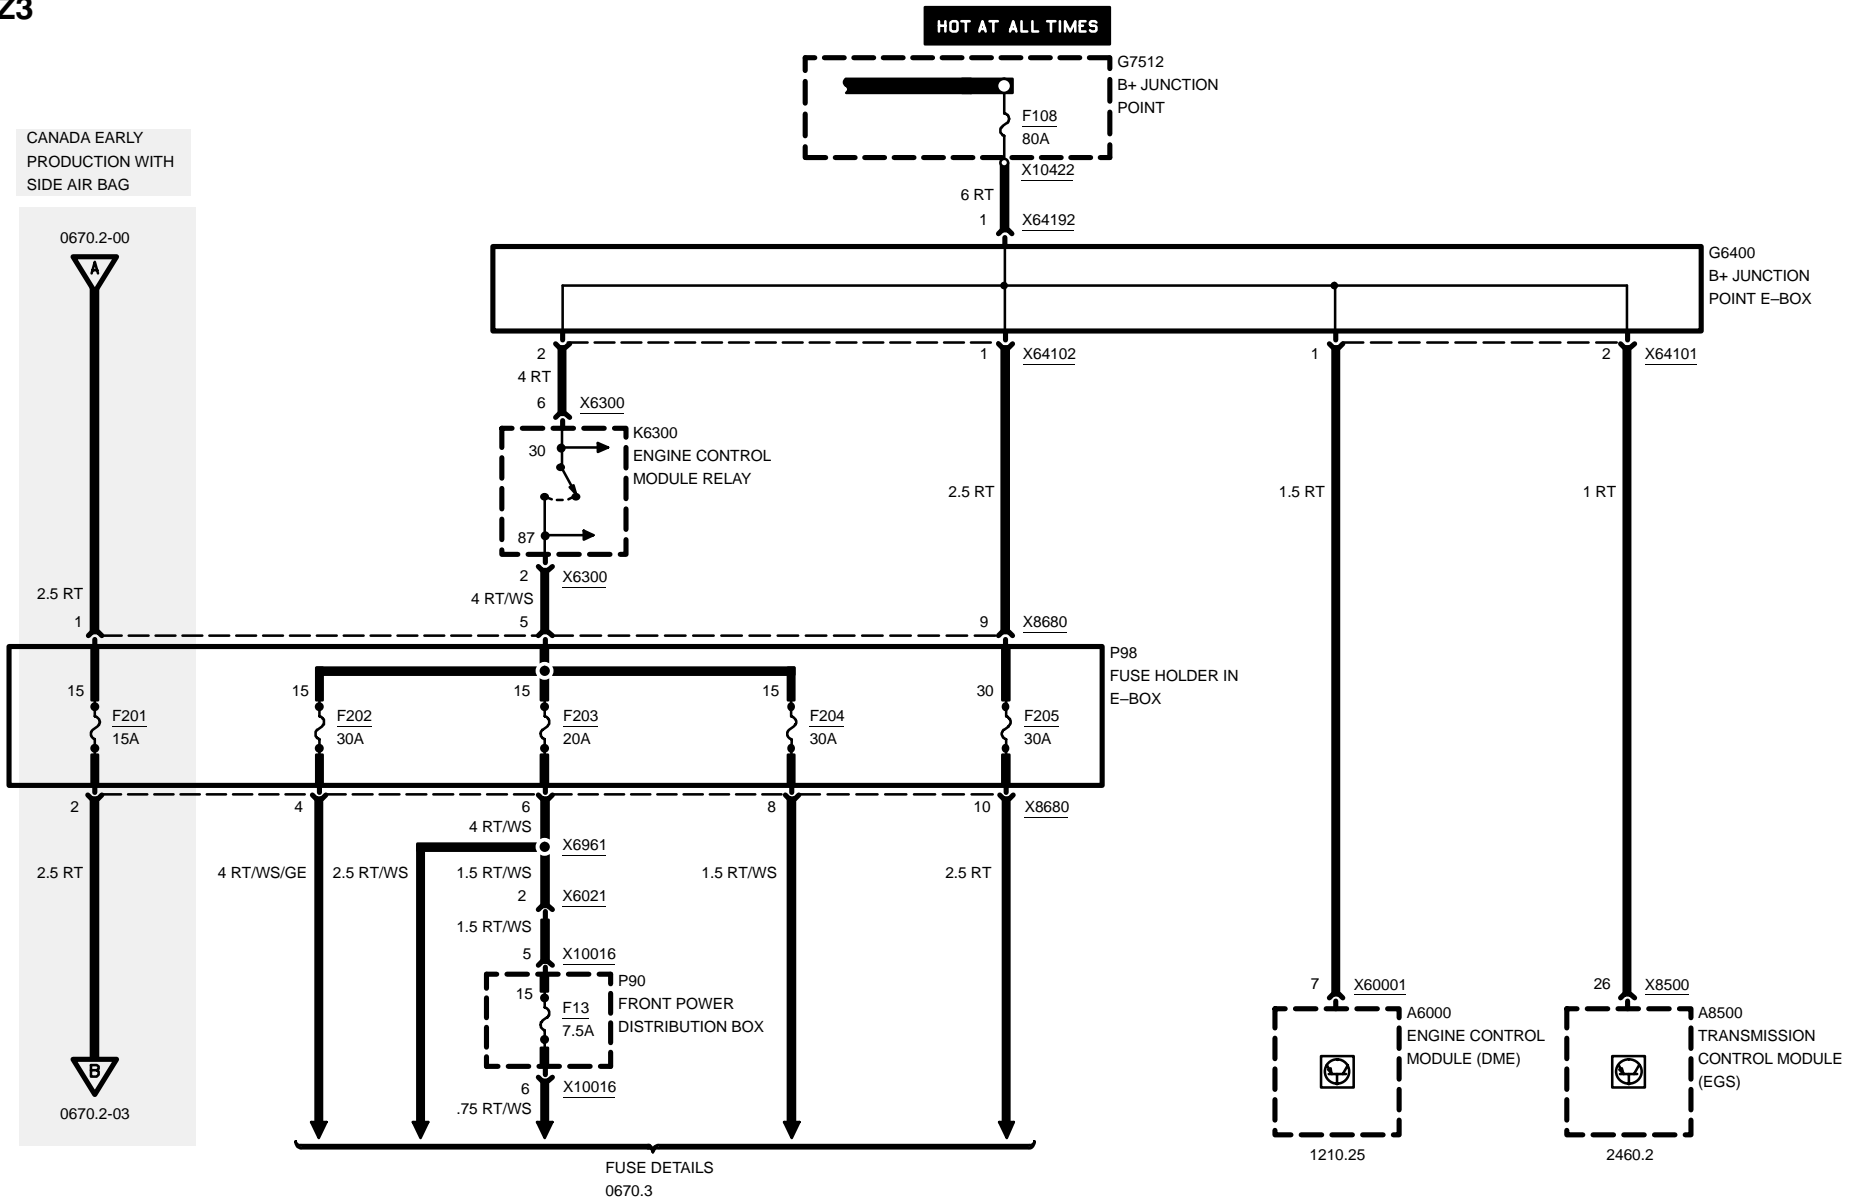 Z3
HOT AT ALL TIMES
G7512
B+ JUNCTION
POINT
F108
80A
X10422
6 RT
1
X64192
CANADA EARLY
PRODUCTION WITH
SIDE AIR BAG
0670.2-00
A
G6400
B+ JUNCTION
POINT E–BOX
2
1
X64102
1
2
X64101
4 RT
6
X6300
K6300
ENGINE CONTROL
MODULE RELAY
30
87
2.5 RT
1.5 RT
1 RT
2
X6300
4 RT/WS
2.5 RT
1
5
9
X8680
P98
FUSE HOLDER IN
E–BOX
15
15
15
15
30
F201
15A
F202
30A
F203
20A
F204
30A
F205
30A
2
4
6
8
10
X8680
4 RT/WS
X6961
2.5 RT
4 RT/WS/GE
2.5 RT/WS
1.5 RT/WS
1.5 RT/WS
2.5 RT
2
X6021
1.5 RT/WS
5
X10016
P90
FRONT POWER
DISTRIBUTION BOX
15
F13
7.5A
6
X10016
.75 RT/WS
B
0670.2-03
7
X60001
A6000
ENGINE CONTROL
MODULE (DME)
1210.25
26
X8500
A8500
TRANSMISSION
CONTROL MODULE
(EGS)
2460.2
FUSE DETAILS
0670.3